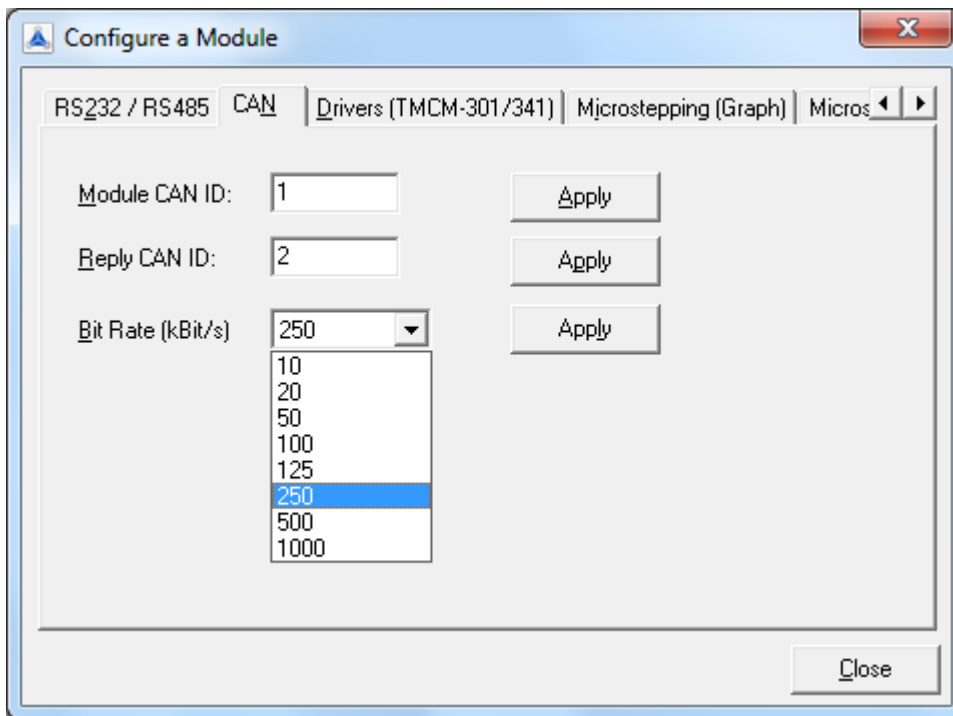 Configure a Module
RS232 / RS485 CAN Drivers (TMCM-301/341) Microstepping (Graph) Micros
Module CAN ID: 1 Apply
Reply CAN ID: 2 Apply
Bit Rate (kBit/s) 250 Apply
10
20
50
100
125
250
500
1000
Close